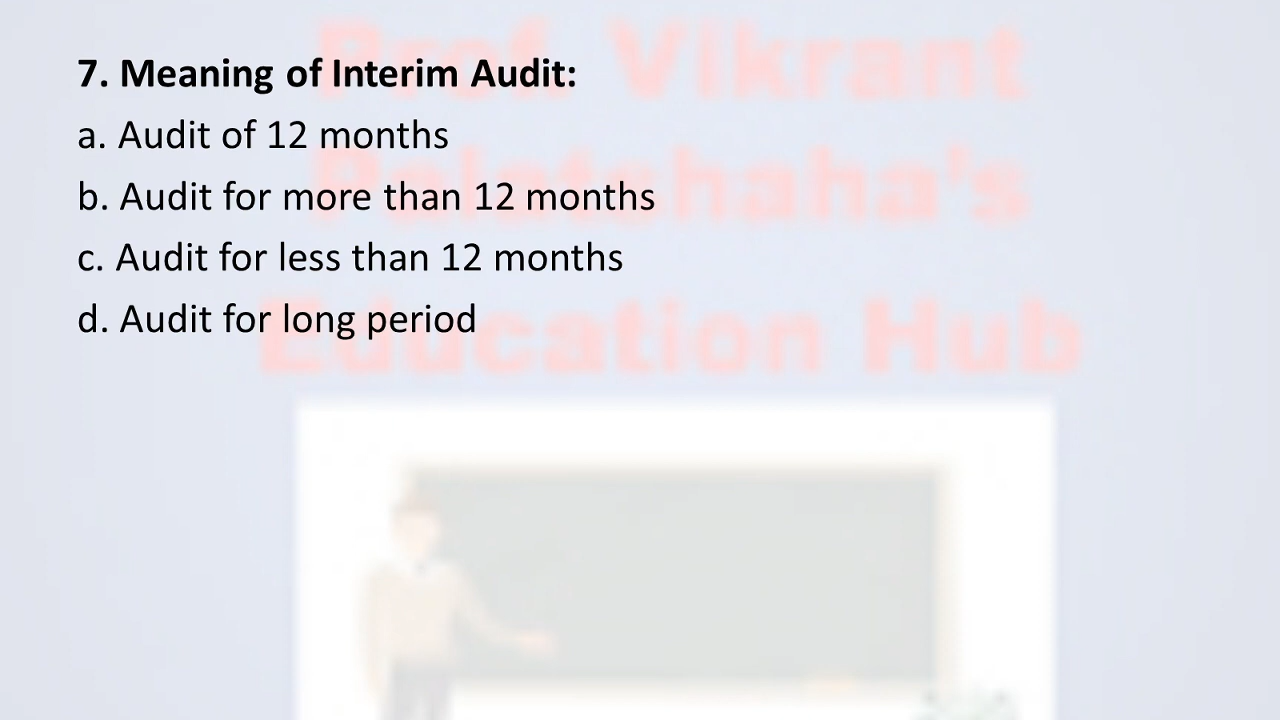 Prof. Vikrant
7. Meaning of Interim Audit:
a. Audit of 12 months
b. Audit for more than 12 months
c. Audit for less than 12 months
d. Audit for long period
Education Hub